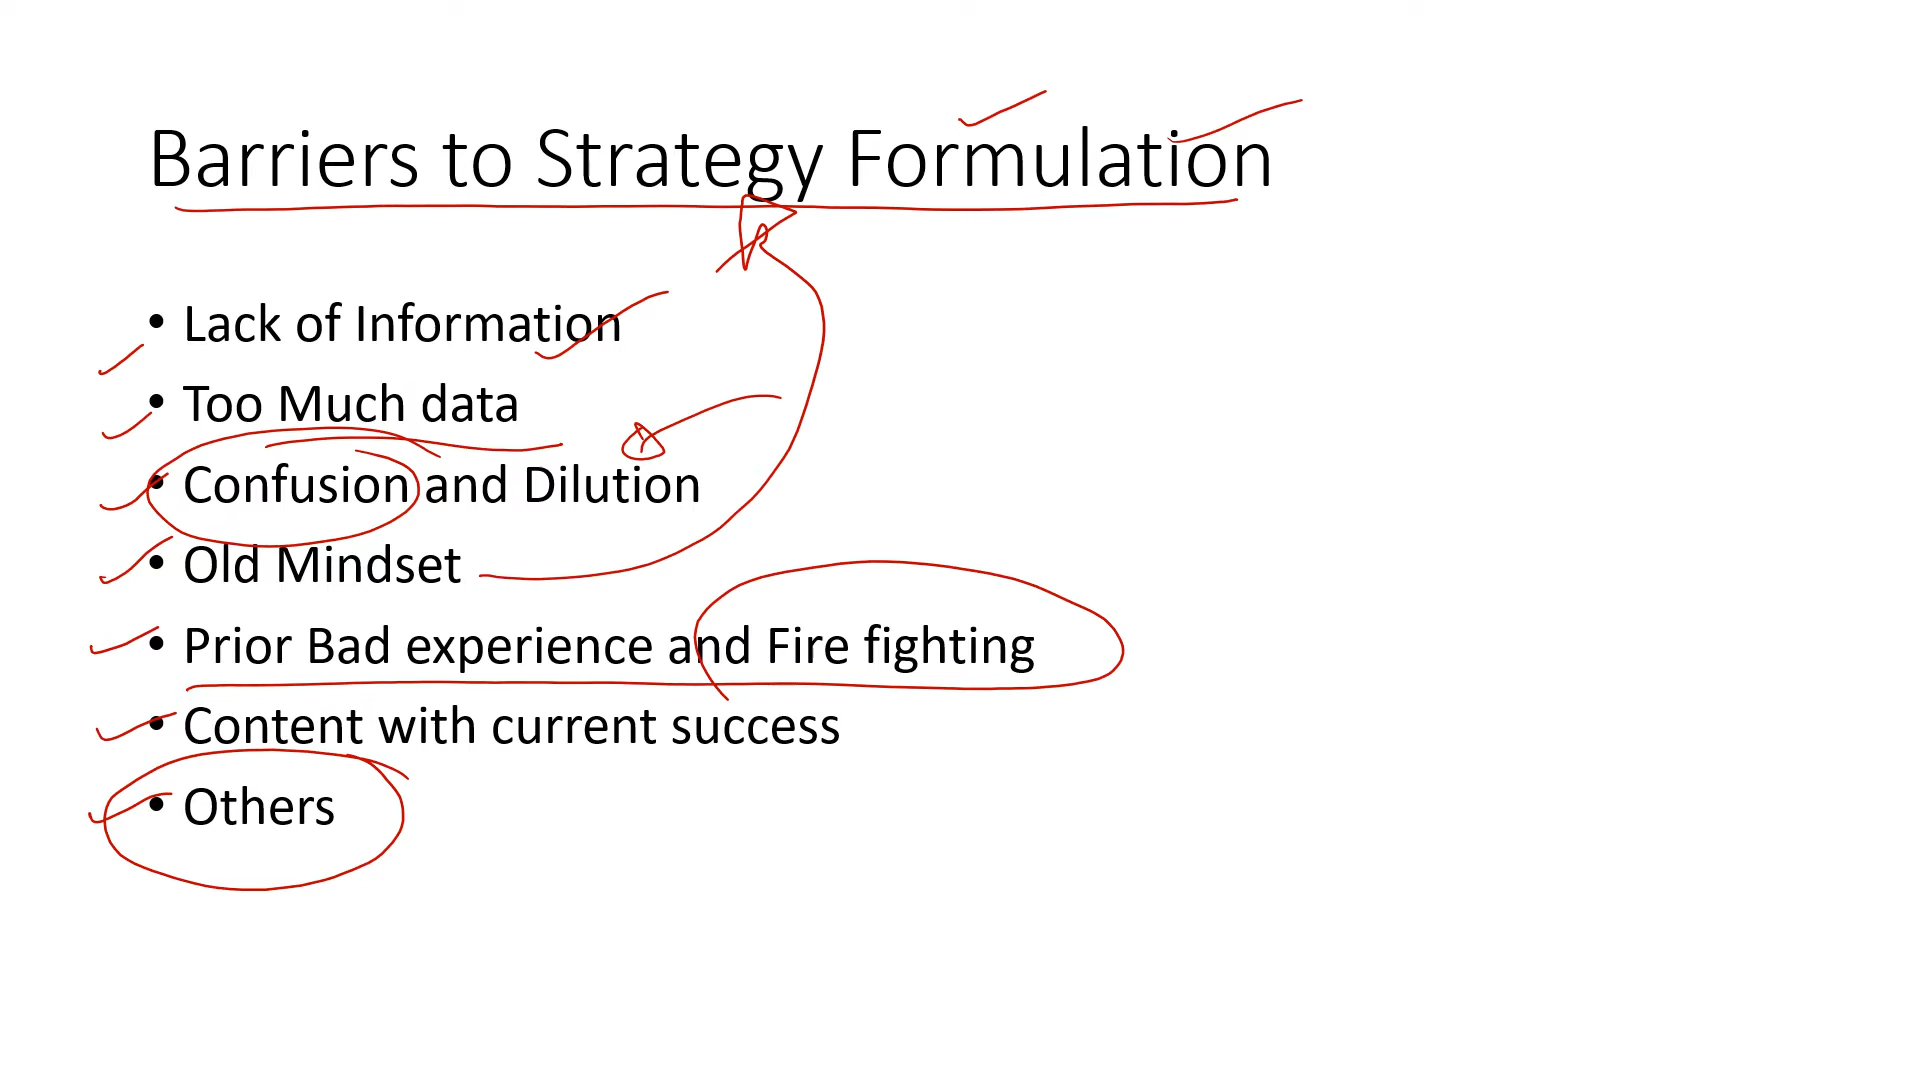 Barriers to Strategy Formulation
• Lack of Information
• Too Much data
• Confusion and Dilution
• Old Mindset
• Prior Bad experience and Fire fighting
• Content with current success
• Others